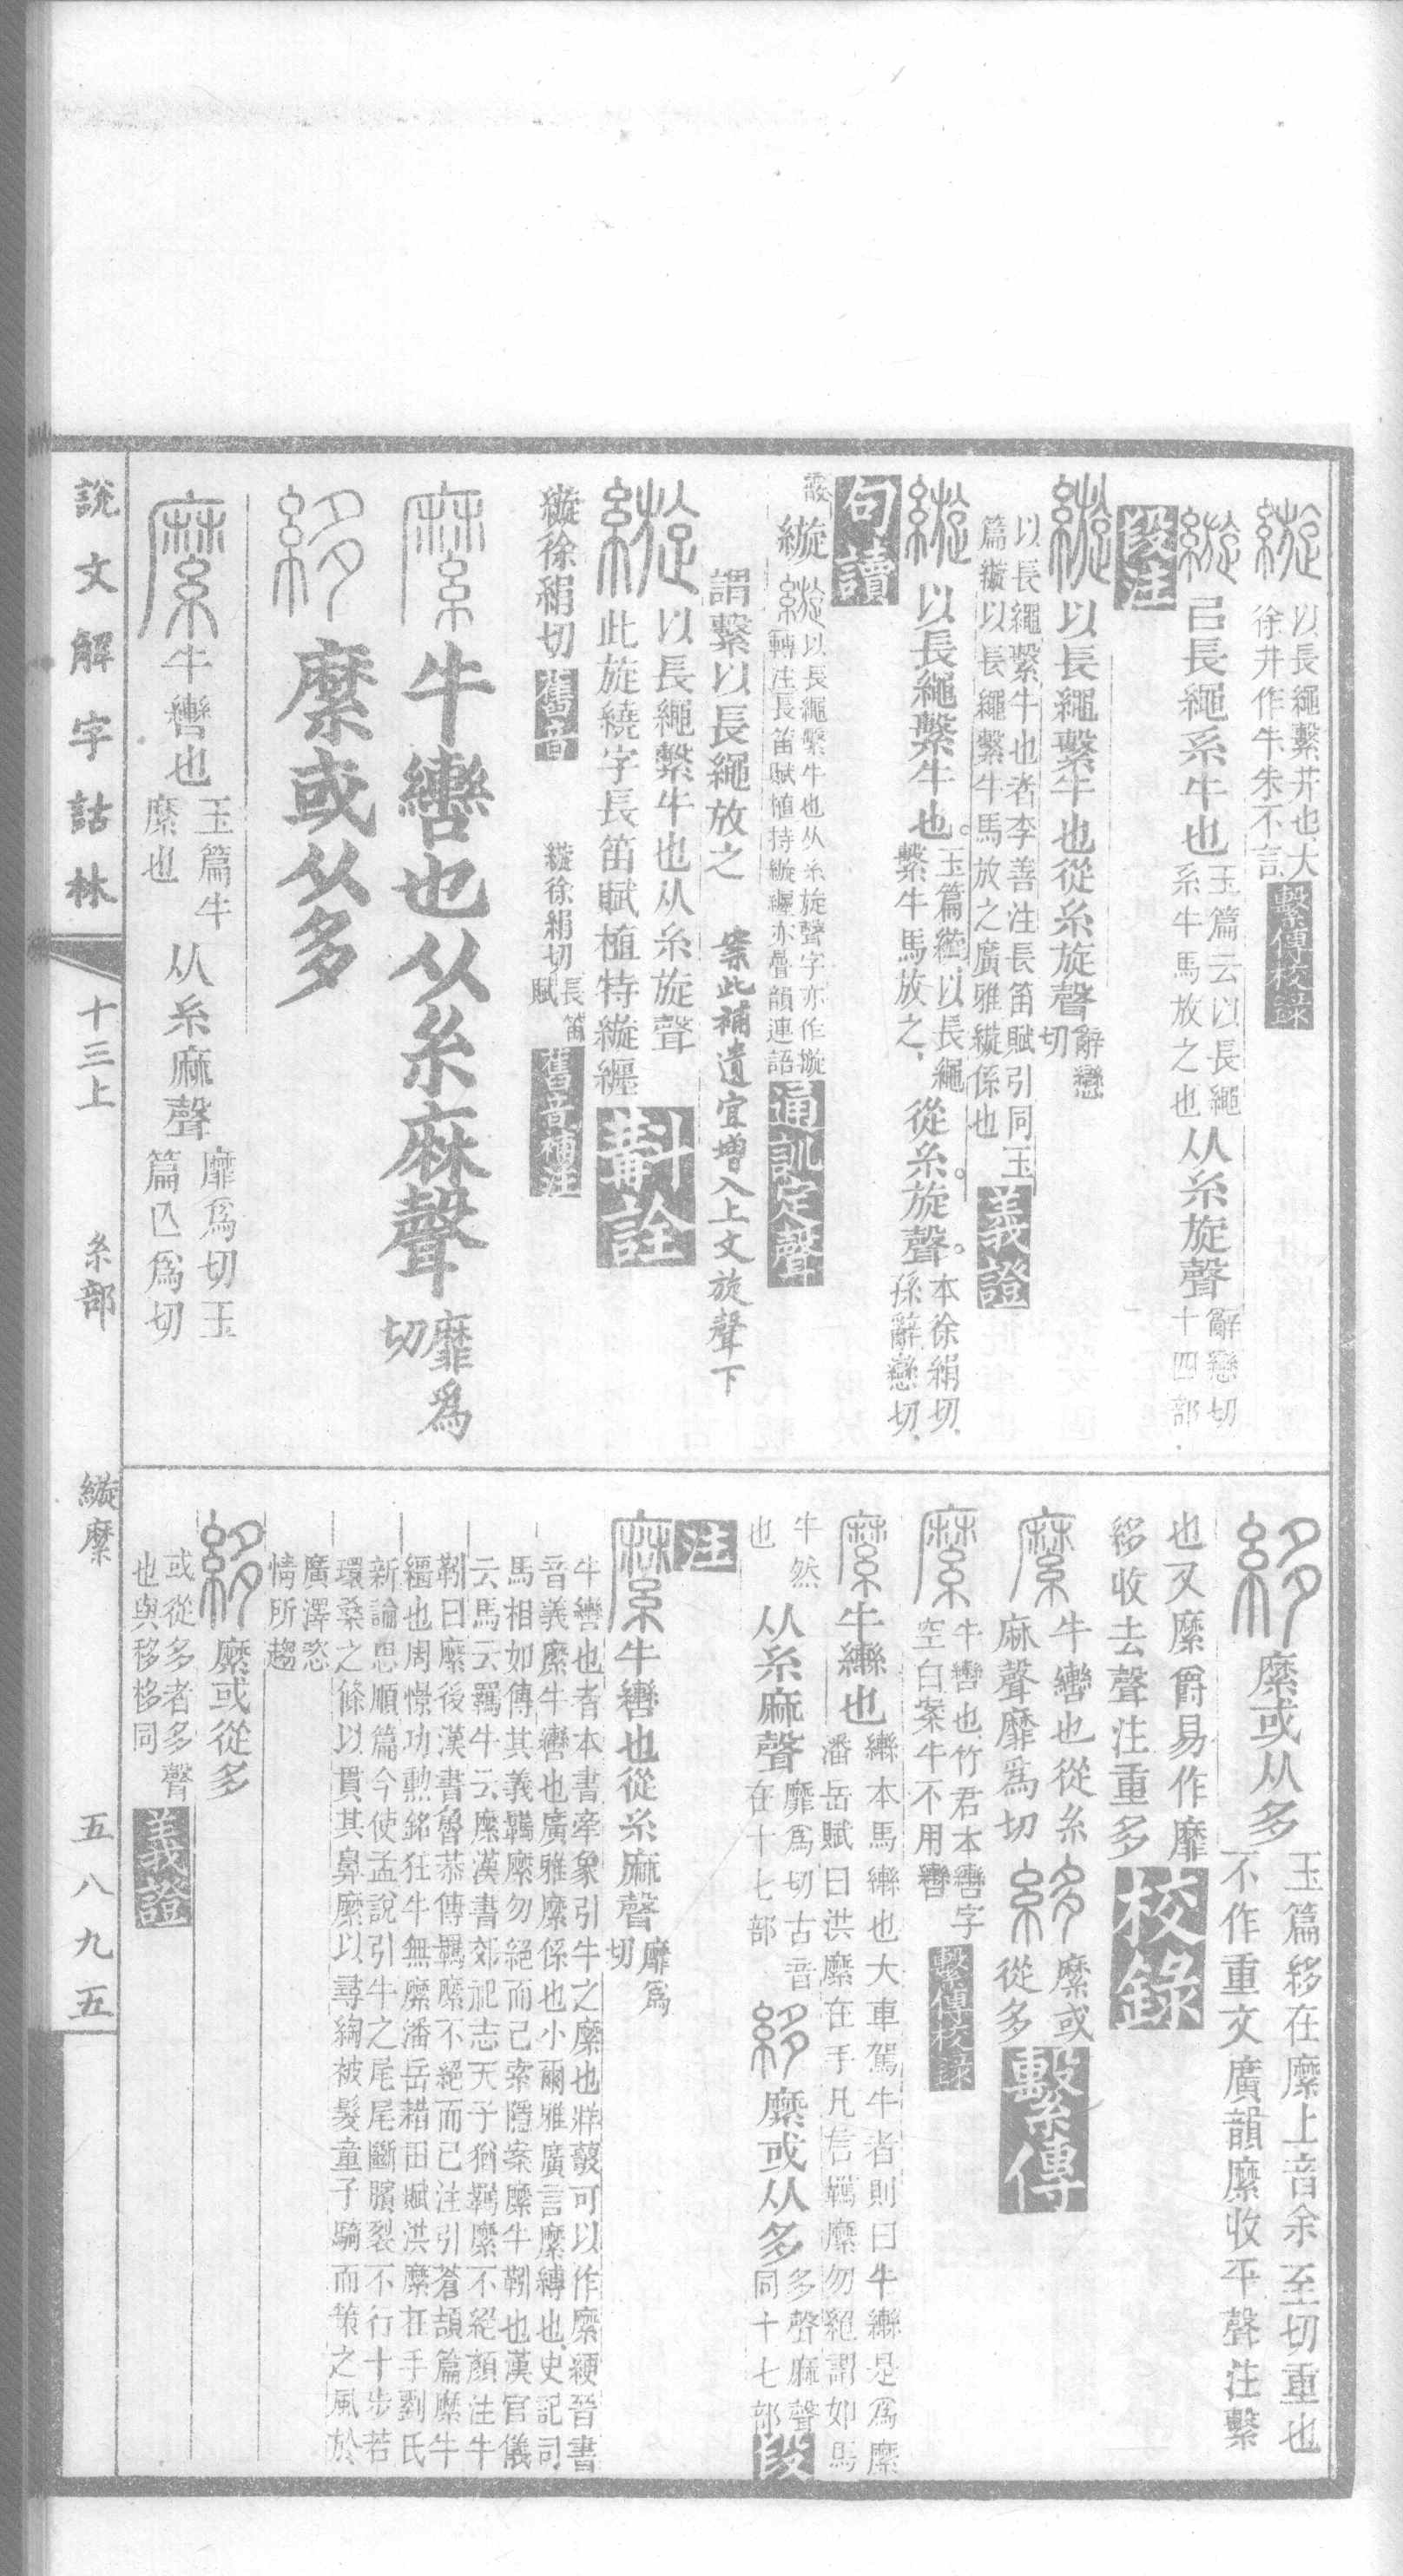 縼以長繩繫井也大
徐井作牛朱不言繫傳校録
縼㠯長繩系牛也玉篇云以長繩
系牛馬放之也从糸旋聲辭戀切
十四部
段注
縼以長繩繫牛也從糸旋聲辭戀
切
以長繩繫牛也者李善注長笛賦引同玉
篇縼以長繩繫牛馬放之廣雅縼係也義證
縼以長繩繫牛也。玉篇縼以長繩
繫牛馬放之從糸。旋聲。本徐絹切
孫辭戀切
句讀
縼縼以長繩繫牛也从糸旋聲字亦作𤩽
轉注長笛賦植持縼纆亦疊韻連語通訓定聲
謂繫以長繩放之 案此補遺宜增入上文旋聲下
縼以長繩繫牛也从糸旋聲
此旋繞字長笛賦植特縼纆斠詮
縼徐絹切舊音 縼徐絹切長笛
賦舊音補注
縻牛轡也从糸麻聲靡爲
切
䋾縻或从多
縻牛轡也玉篇牛
縻也从糸麻聲靡爲切玉
篇亾爲切
說文解字詁林 十三上 糸部 縼縻 五八九五
䋾縻或从多玉篇䋾在縻上音余至切重也
不作重文廣韻縻收平聲注繫
也又縻爵易作靡
䋾收去聲注重多校録
縻牛轡也從糸
麻聲靡爲切䋾縻或
從多繫傳
縻牛轡也竹君本轡字
空白案牛不用轡繫傳校録
縻牛䜌也䜌本馬䜌也大車駕牛者則曰牛䜌是爲縻
潘岳賦曰洪縻在手凡言羈縻勿絕謂如馬
牛然
也从糸麻聲靡爲切古音
在十七部䋾縻或从多多聲麻聲
同十七部段
注
縻牛轡也從糸麻聲靡爲
切
牛轡也者本書牽象引牛之縻也𤛿𣫍可以作縻綆晉書
音義縻牛轡也廣雅縻係也小爾雅廣言縻縛也史記司
馬相如傳其義羈縻勿絕而已索隱案縻牛靷也漢官儀
云馬云羈牛云縻漢書郊祀志天子猶羈縻不絕顏注牛
靷曰縻後漢書魯恭傳羈縻不絕而已注引蒼頡篇縻牛
繮也周憬功勲銘狂牛無縻潘岳耤田賦洪縻在手劉氏
新論思順篇今使孟說引牛之尾尾斷臏裂不行十步若
環桑之條以貫其鼻縻以尋綯被髮童子騎而策之風於
廣澤恣
情所趨
䋾縻或從多
或從多者多聲
也與移栘同義證